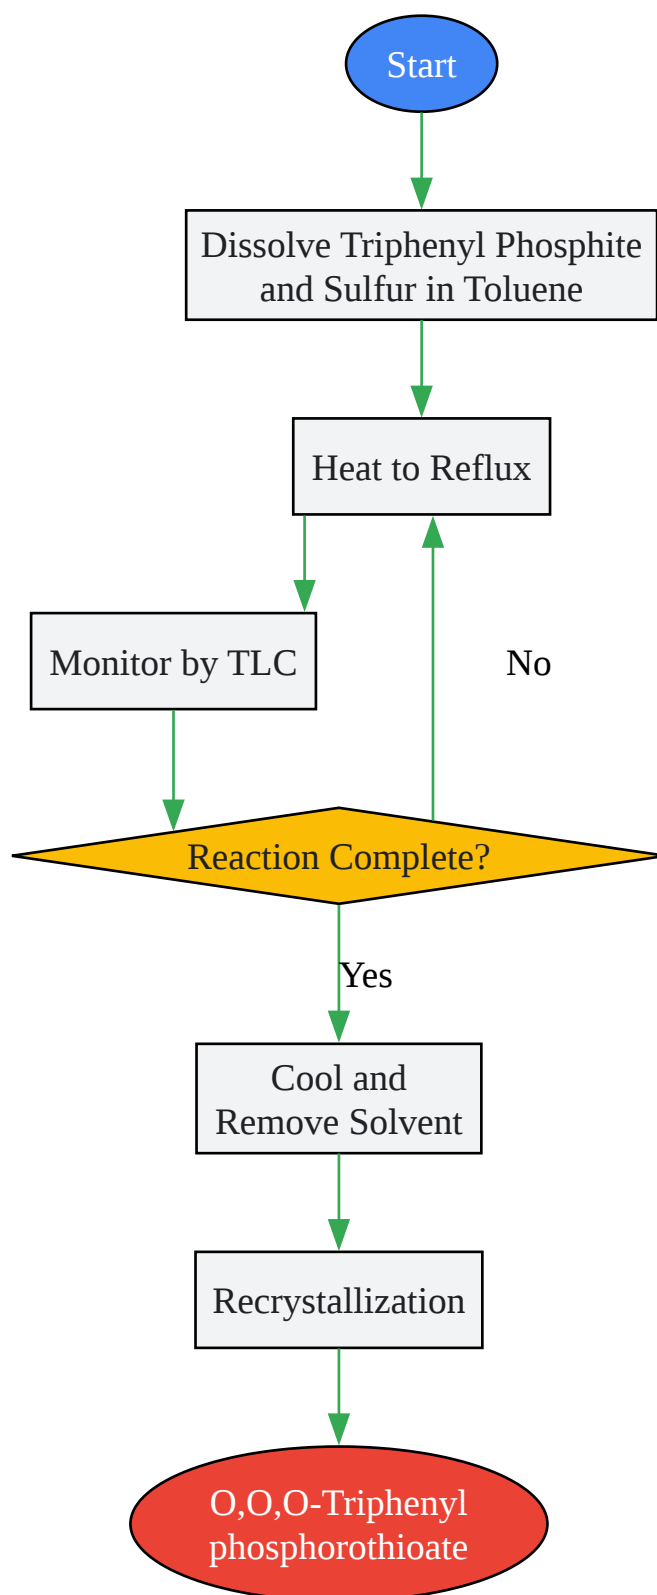 Start
Dissolve Triphenyl Phosphite
and Sulfur in Toluene
Heat to Reflux
Monitor by TLC
No
Reaction Complete?
Yes
Cool and
Remove Solvent
Recrystallization
O,O,O-Triphenyl
phosphorothioate